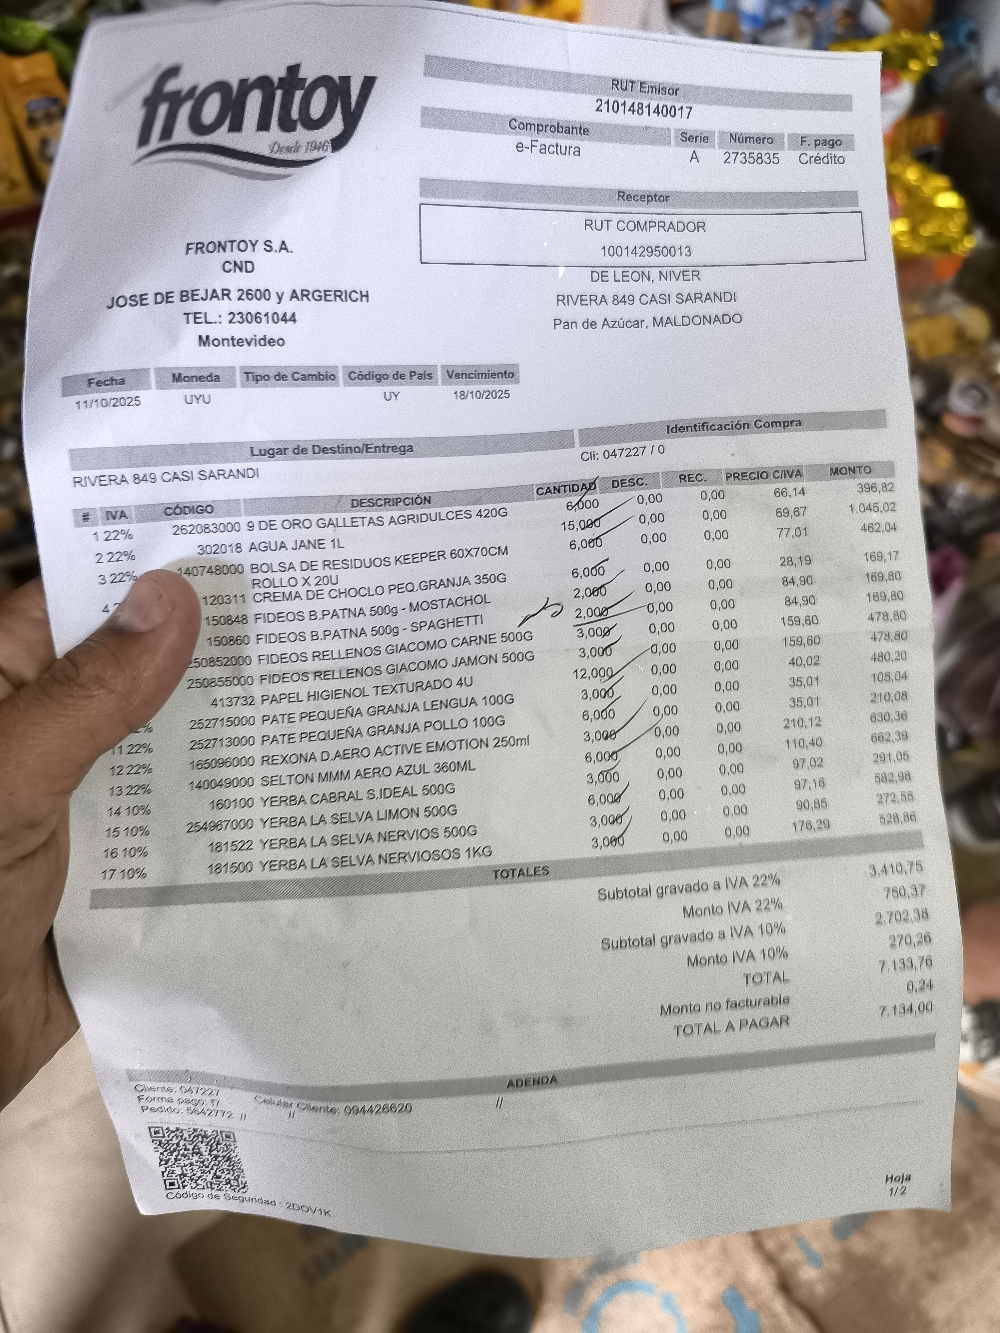 frontoy
Desde 1946
RUT Emisor
210148140017
Comprobante Serie Número F. pago
e-Factura A 2735835 Crédito
Receptor
RUT COMPRADOR
100142950013
DE LEON, NIVER
RIVERA 849 CASI SARANDI
Pan de Azúcar, MALDONADO
FRONTOY S.A.
CND
JOSE DE BEJAR 2600 y ARGERICH
TEL.: 23061044
Montevideo
Fecha Moneda Tipo de Cambio Código de País Vencimiento
11/10/2025 UYU UY 18/10/2025
Lugar de Destino/Entrega Identificación Compra
RIVERA 849 CASI SARANDI Cli: 047227 / 0
# IVA CÓDIGO DESCRIPCIÓN CANTIDAD DESC. REC. PRECIO C/IVA MONTO
1 22% 262083000 9 DE ORO GALLETAS AGRIDULCES 420G 6,000 0,00 0,00 66,14 396,82
2 22% 302018 AGUA JANE 1L 15,000 0,00 0,00 69,67 1.045,02
3 22% 140748000 BOLSA DE RESIDUOS KEEPER 60X70CM 6,000 0,00 0,00 77,01 462,04
ROLLO X 20U
4 120311 CREMA DE CHOCLO PEQ.GRANJA 350G 6,000 0,00 0,00 28,19 169,17
150848 FIDEOS B.PATNA 500g - MOSTACHOL 2,000 0,00 0,00 84,90 169,80
150860 FIDEOS B.PATNA 500g - SPAGHETTI 2,000 0,00 0,00 84,90 169,80
250852000 FIDEOS RELLENOS GIACOMO CARNE 500G 3,000 0,00 0,00 159,60 478,80
250855000 FIDEOS RELLENOS GIACOMO JAMON 500G 3,000 0,00 0,00 159,60 478,80
413732 PAPEL HIGIENOL TEXTURADO 4U 12,000 0,00 0,00 40,02 480,20
252715000 PATE PEQUEÑA GRANJA LENGUA 100G 3,000 0,00 0,00 35,01 105,04
11 22% 252713000 PATE PEQUEÑA GRANJA POLLO 100G 6,000 0,00 0,00 35,01 210,08
12 22% 165096000 REXONA D.AERO ACTIVE EMOTION 250ml 3,000 0,00 0,00 210,12 630,36
13 22% 140049000 SELTON MMM AERO AZUL 360ML 6,000 0,00 0,00 110,40 662,39
14 10% 160100 YERBA CABRAL S.IDEAL 500G 3,000 0,00 0,00 97,02 291,05
15 10% 254967000 YERBA LA SELVA LIMON 500G 6,000 0,00 0,00 97,16 582,98
16 10% 181522 YERBA LA SELVA NERVIOS 500G 3,000 0,00 0,00 90,85 272,55
17 10% 181500 YERBA LA SELVA NERVIOSOS 1KG 3,000 0,00 0,00 176,29 528,86
TOTALES
Subtotal gravado a IVA 22% 3.410,75
Monto IVA 22% 750,37
Subtotal gravado a IVA 10% 2.702,38
Monto IVA 10% 270,26
TOTAL 7.133,76
Monto no facturable 0,24
TOTAL A PAGAR 7.134,00
ADENDA
Cliente: 047227 Celular Cliente: 094426620 //
Forma pago: f7 //
Pedido: 5642772 //
Código de Seguridad : 2DOV1K
Hoja
1/2